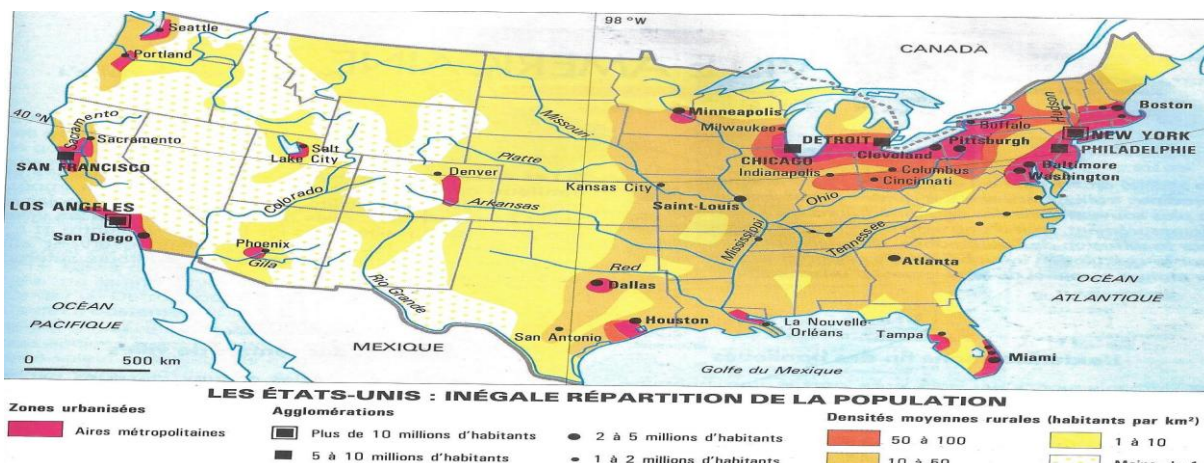 98 °W
Seattle
Portland
CANADA
40 °N
Sacramento
Sacramento
SAN FRANCISCO
Salt
Lake City
Missouri
Platte
Denver
Colorado
Arkansas
Kansas City
Minneapolis
Milwaukee
DETROIT
CHICAGO
Indianapolis
Cleveland
Buffalo
Pittsburgh
Columbus
Cincinnati
Hudson
Boston
NEW YORK
PHILADELPHIE
Baltimore
Washington
Saint-Louis
Ohio
Mississipi
Tennessee
LOS ANGELES
San Diego
Phoenix
Gila
Rio Grande
Red
Dallas
Atlanta
OCÉAN
PACIFIQUE
OCÉAN
ATLANTIQUE
San Antonio
Houston
La Nouvelle-
Orléans
Tampa
Miami
MEXIQUE
Golfe du Mexique
0 500 km
LES ÉTATS-UNIS : INÉGALE RÉPARTITION DE LA POPULATION
Zones urbanisées
Aires métropolitaines
Agglomérations
Plus de 10 millions d'habitants
5 à 10 millions d'habitants
2 à 5 millions d'habitants
1 à 2 millions d'habitants
Densités moyennes rurales (habitants par km²)
50 à 100
10 à 50
1 à 10